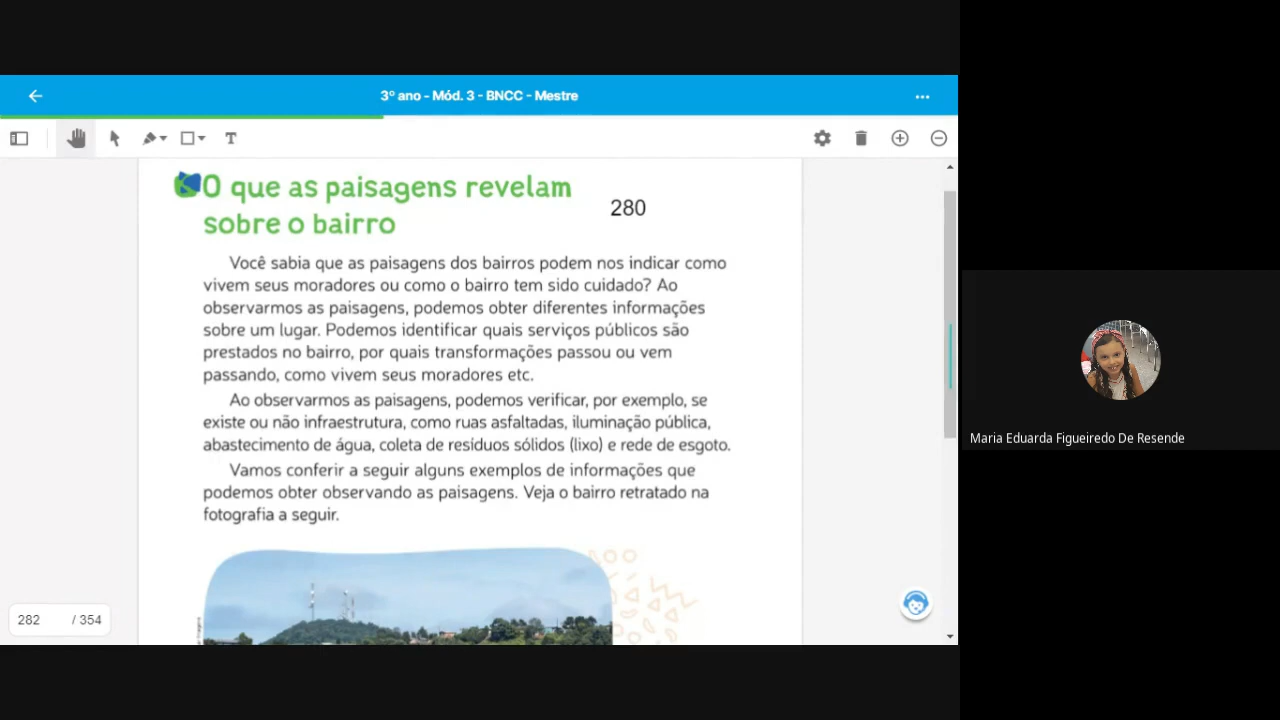 3º ano - Mód. 3 - BNCC - Mestre
T
O que as paisagens revelam
sobre o bairro
280
Você sabia que as paisagens dos bairros podem nos indicar como
vivem seus moradores ou como o bairro tem sido cuidado? Ao
observarmos as paisagens, podemos obter diferentes informações
sobre um lugar. Podemos identificar quais serviços públicos são
prestados no bairro, por quais transformações passou ou vem
passando, como vivem seus moradores etc.
Ao observarmos as paisagens, podemos verificar, por exemplo, se
existe ou não infraestrutura, como ruas asfaltadas, iluminação pública,
abastecimento de água, coleta de resíduos sólidos (lixo) e rede de esgoto.
Vamos conferir a seguir alguns exemplos de informações que
podemos obter observando as paisagens. Veja o bairro retratado na
fotografia a seguir.
282 / 354
Maria Eduarda Figueiredo De Resende